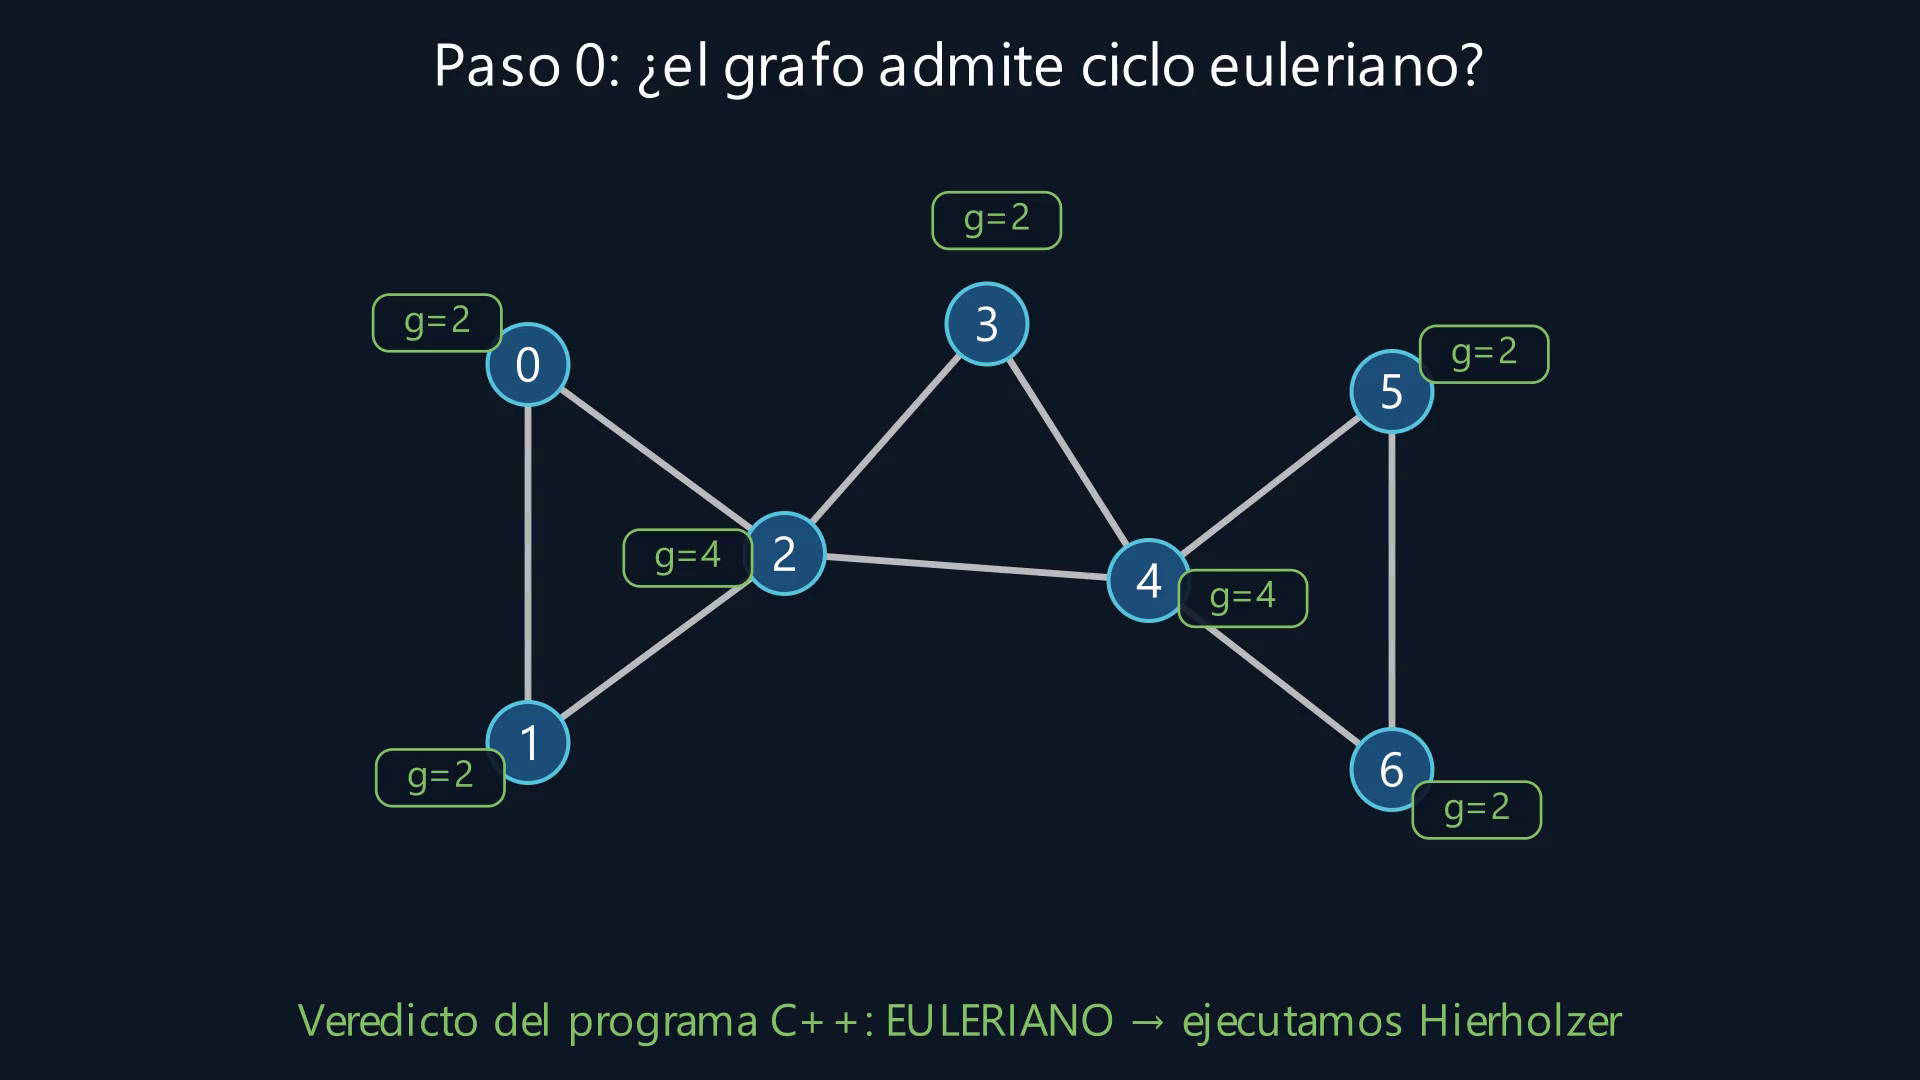 Paso 0: ¿el grafo admite ciclo euleriano?
g=2
g=2
3
0
g=2
5
g=4
2
4
g=4
1
g=2
6
g=2
Veredicto del programa C++: EULERIANO → ejecutamos Hierholzer